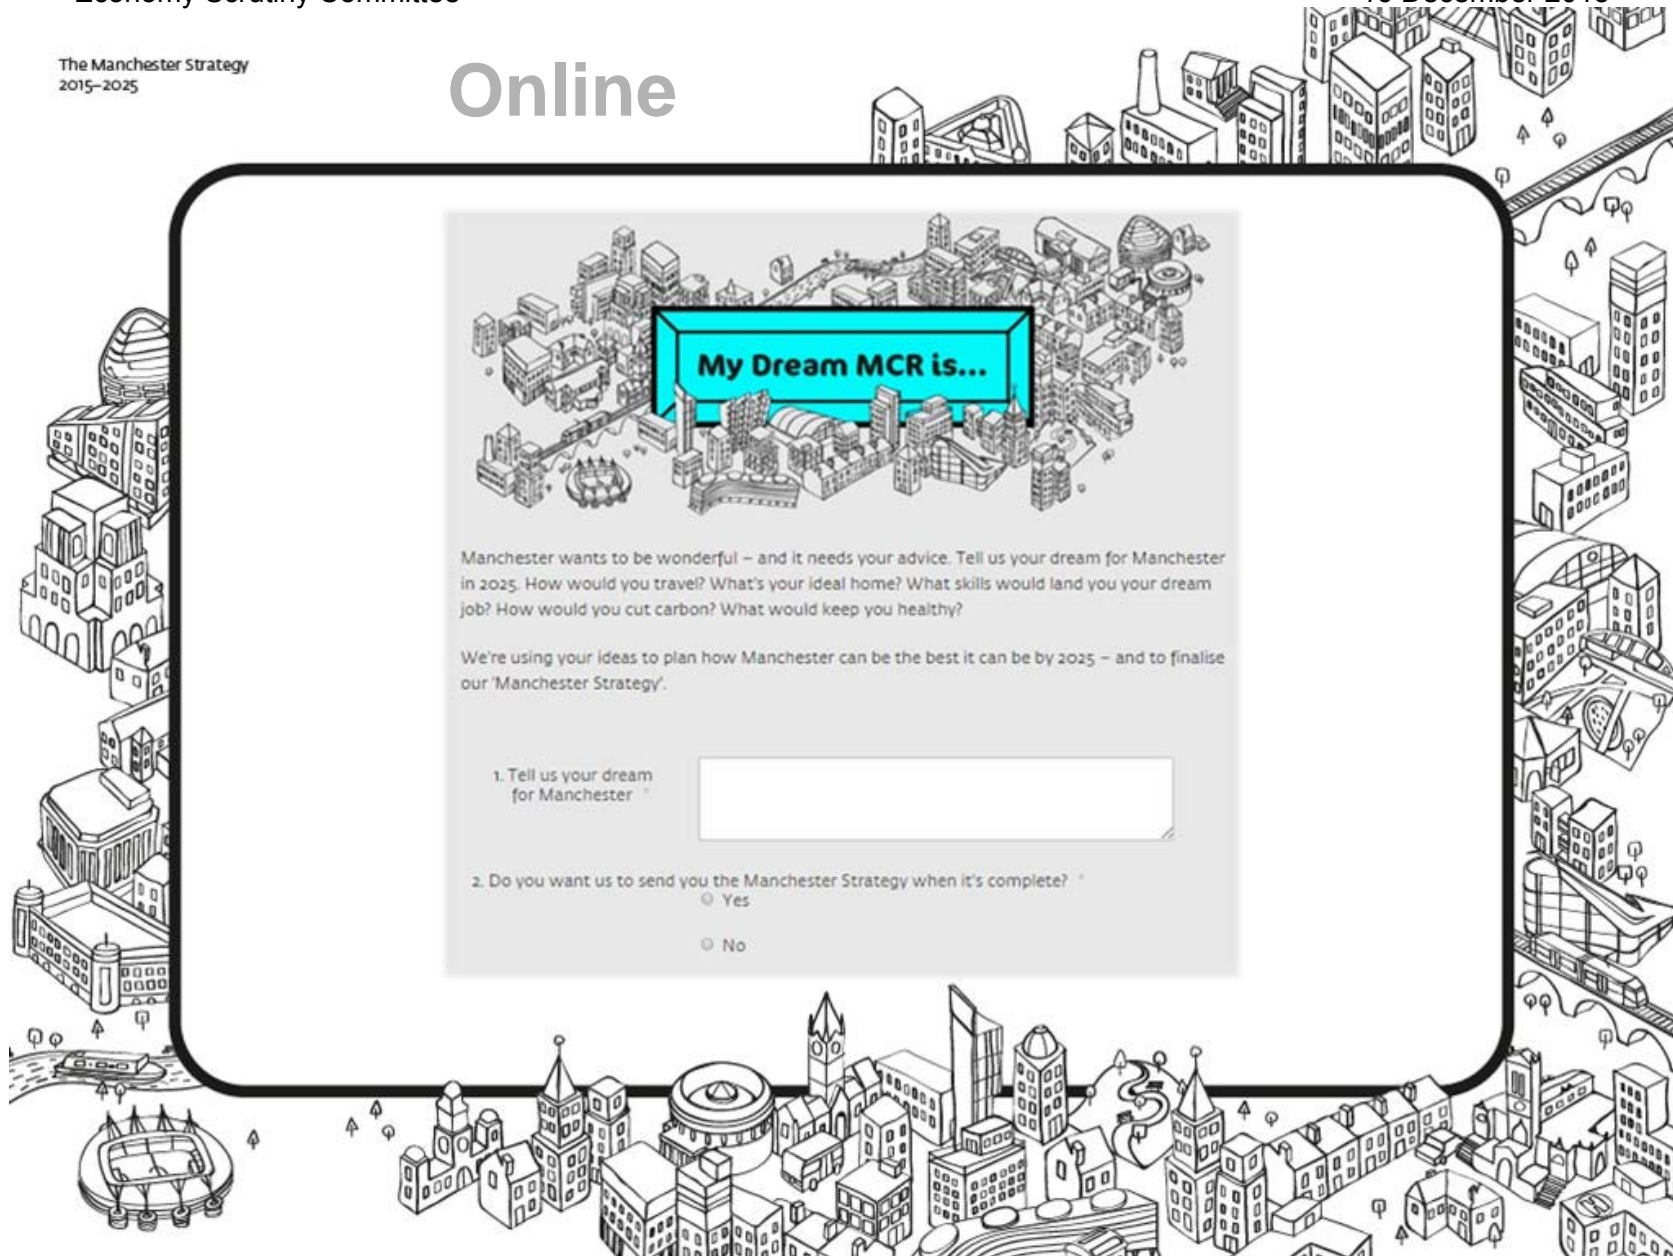 Economy Scrutiny Committee
The Manchester Strategy
2015–2025
Online
My Dream MCR is...
Manchester wants to be wonderful – and it needs your advice. Tell us your dream for Manchester
in 2025. How would you travel? What's your ideal home? What skills would land you your dream
job? How would you cut carbon? What would keep you healthy?
We're using your ideas to plan how Manchester can be the best it can be by 2025 – and to finalise
our 'Manchester Strategy'.
1. Tell us your dream
for Manchester *
2. Do you want us to send you the Manchester Strategy when it's complete? *
Yes
No